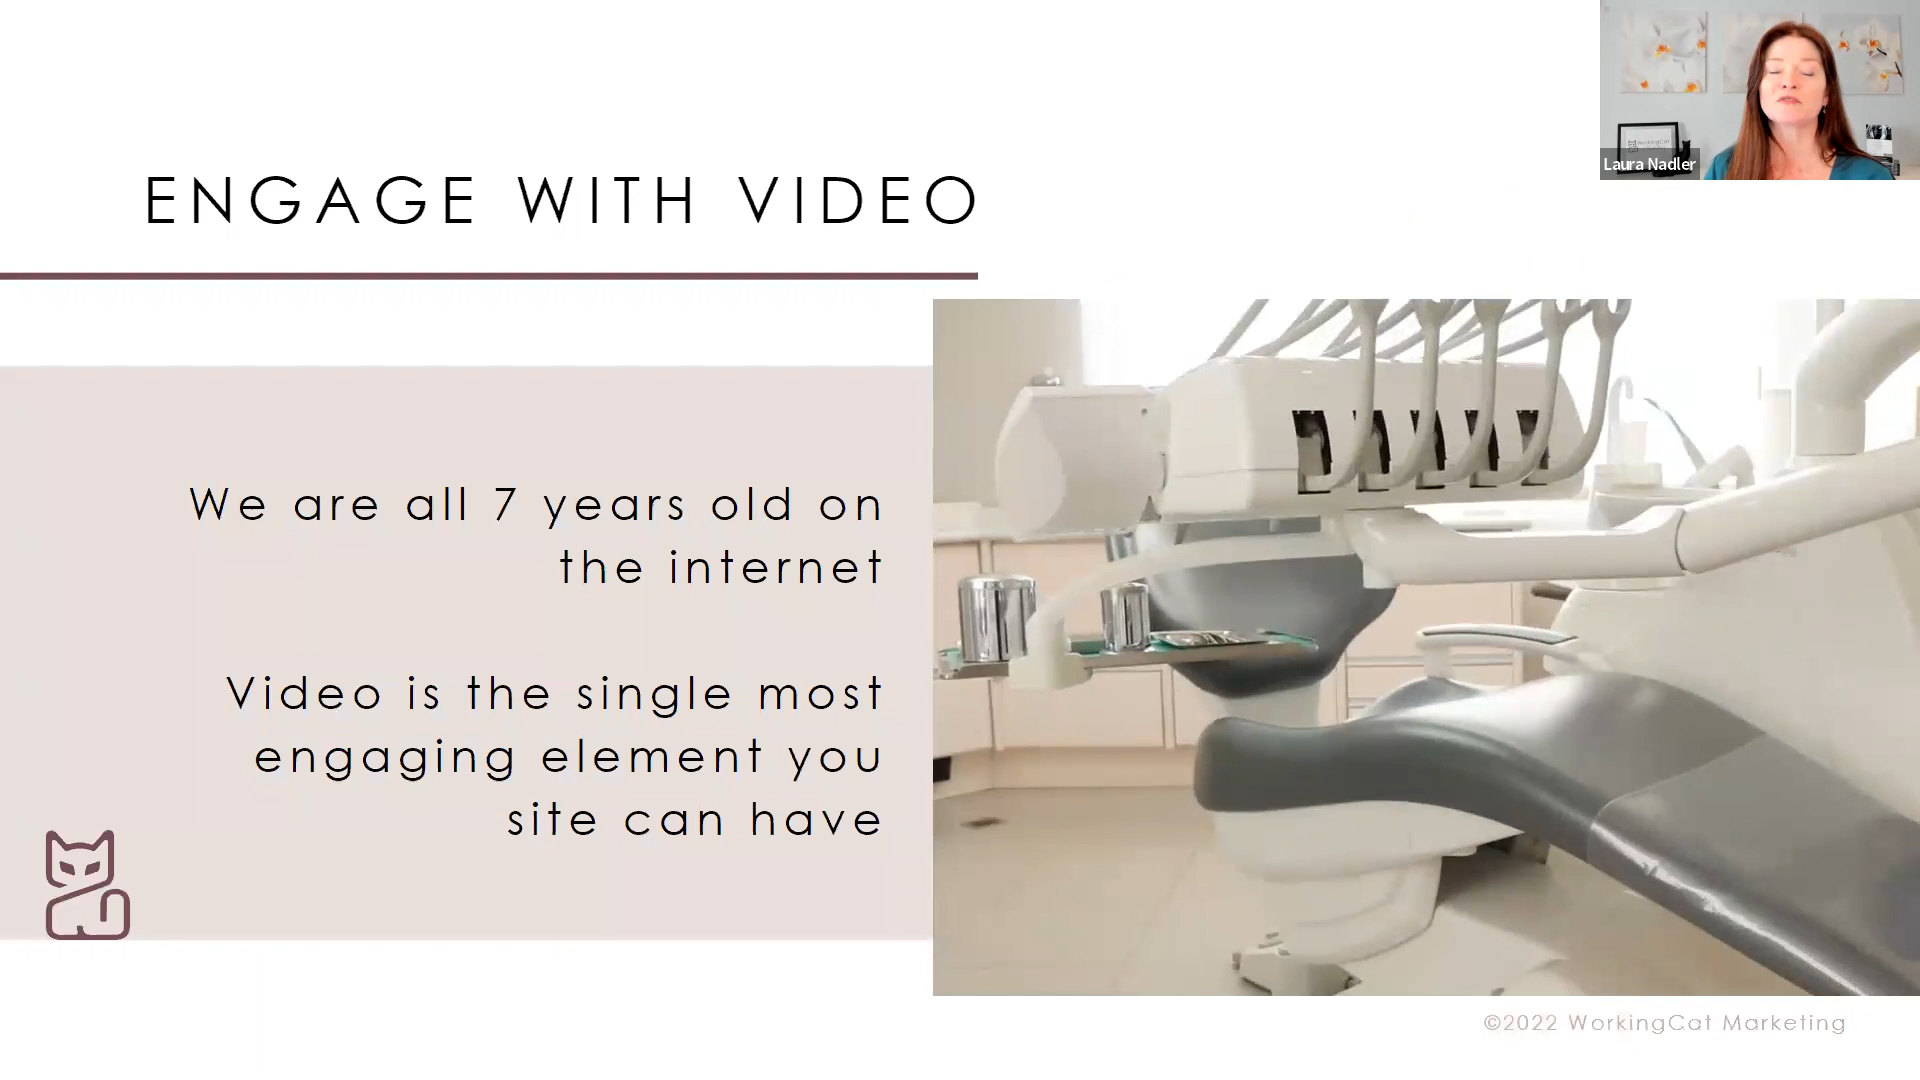 ENGAGE WITH VIDEO
We are all 7 years old on
the internet
Video is the single most
engaging element you
site can have
WorkingCat
Laura Nadler
©2022 WorkingCat Marketing